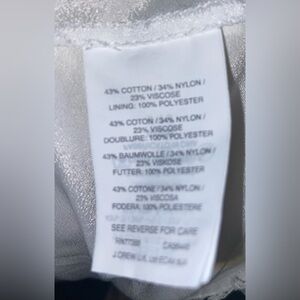 43% COTTON / 34% NYLON /
23% VISCOSE
LINING: 100% POLYESTER
43% COTON / 34% NYLON /
23% VISCOSE
DOUBLURE: 100% POLYESTER
43% BAUMWOLLE / 34% NYLON /
23% VISKOSE
FUTTER: 100% POLYESTER
43% COTONE / 34% NYLON /
23% VISCOSA
FODERA: 100% POLIESTERE
SEE REVERSE FOR CARE
RN77388
J.CREW